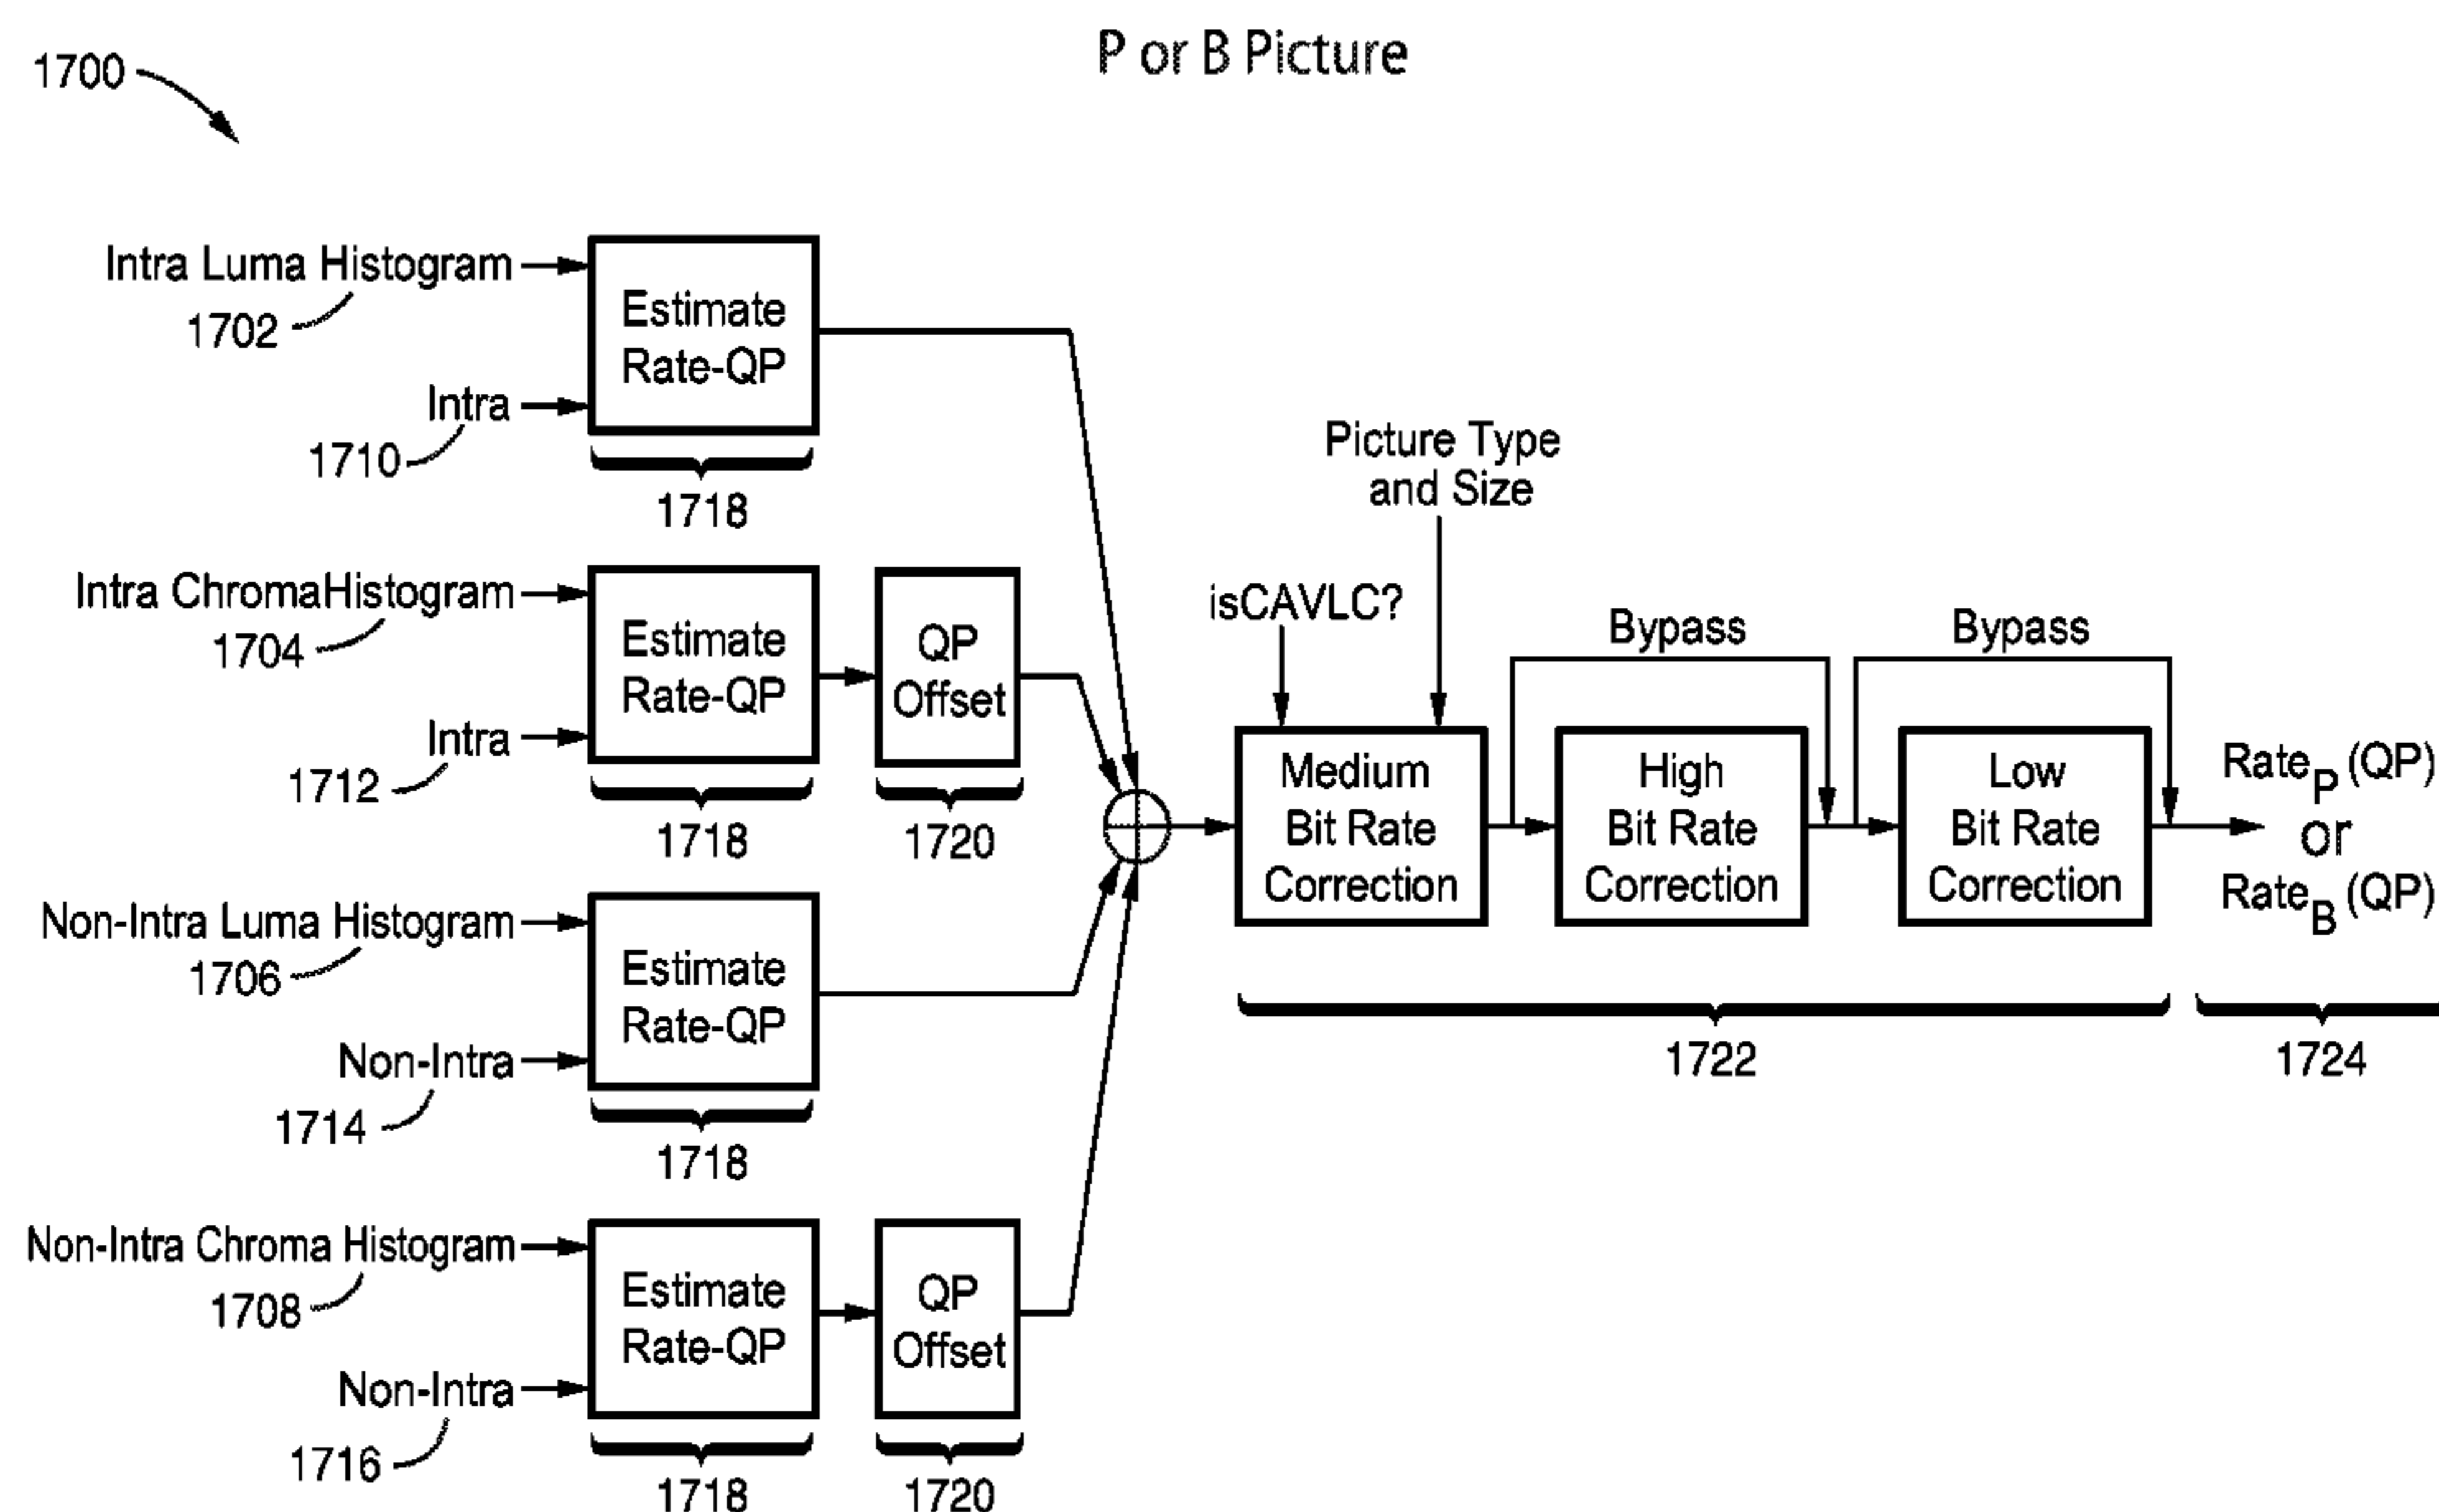 P or B Picture
1700
Intra Luma Histogram
1702
Intra
1710
Estimate
Rate-QP
1718
Intra ChromaHistogram
1704
Intra
1712
Estimate
Rate-QP
1718
QP
Offset
1720
Non-Intra Luma Histogram
1706
Non-Intra
1714
Estimate
Rate-QP
1718
Non-Intra Chroma Histogram
1708
Non-Intra
1716
Estimate
Rate-QP
1718
QP
Offset
1720
isCAVLC?
Picture Type
and Size
Medium
Bit Rate
Correction
Bypass
High
Bit Rate
Correction
Bypass
Low
Bit Rate
Correction
1722
RateP (QP)
or
RateB (QP)
1724